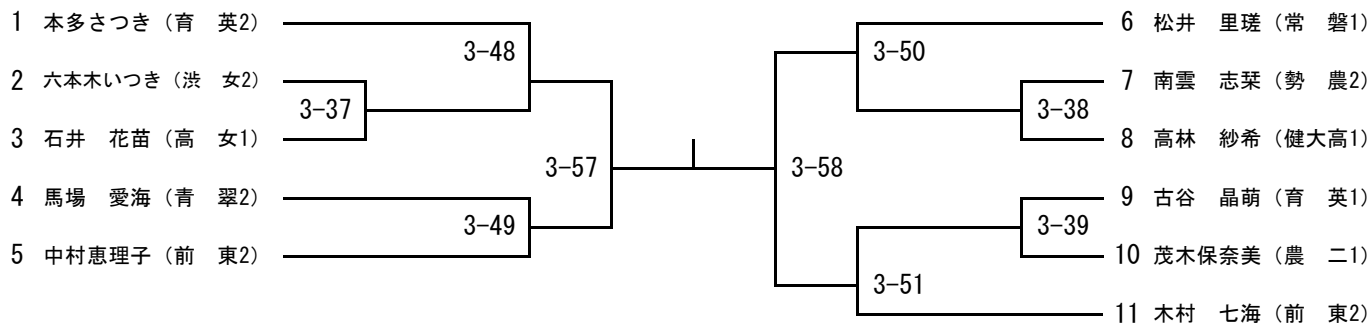 1 本多さつき（育　英2）
3-48
2 六本木いつき（渋　女2）
3-37
3 石井　花苗（高　女1）
3-57
4 馬場　愛海（青　翠2）
3-49
5 中村恵理子（前　東2）
6 松井　里瑳（常　磐1）
3-50
7 南雲　志栞（勢　農2）
3-38
8 高林　紗希（健大高1）
3-58
9 古谷　晶萌（育　英1）
3-39
10 茂木保奈美（農　二1）
3-51
11 木村　七海（前　東2）